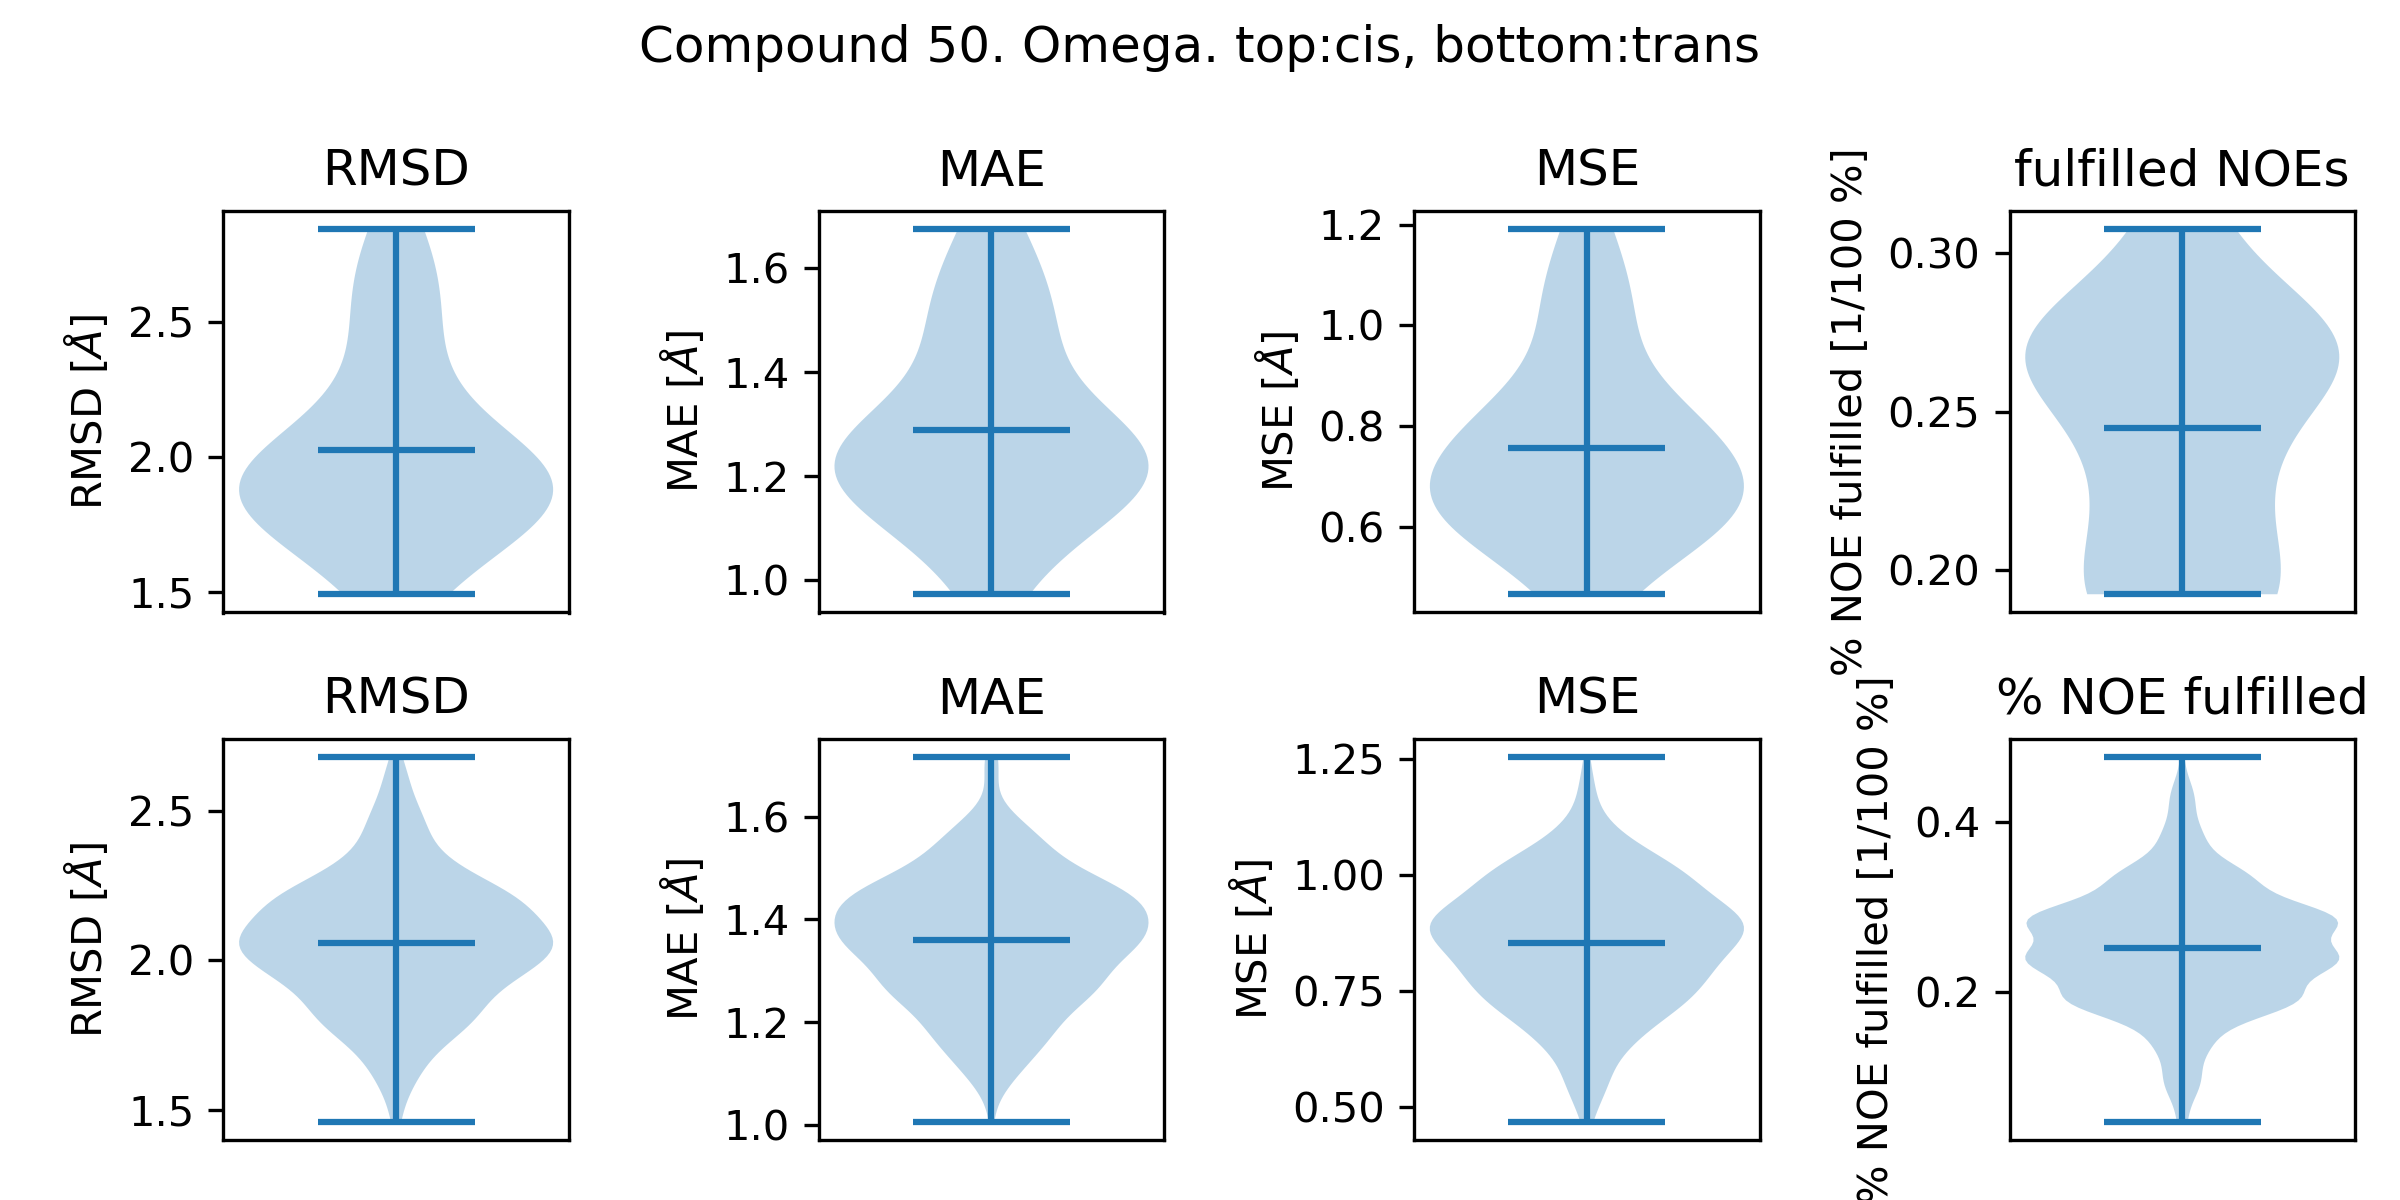 Compound 50. Omega. top:cis, bottom:trans
RMSD
RMSD [Å]
2.5
2.0
1.5
MAE
MAE [Å]
1.6
1.4
1.2
1.0
MSE
MSE [Å]
1.2
1.0
0.8
0.6
fulfilled NOEs
% NOE fulfilled [1/100 %]
0.30
0.25
0.20
RMSD
RMSD [Å]
2.5
2.0
1.5
MAE
MAE [Å]
1.6
1.4
1.2
1.0
MSE
MSE [Å]
1.25
1.00
0.75
0.50
% NOE fulfilled
% NOE fulfilled [1/100 %]
0.4
0.2